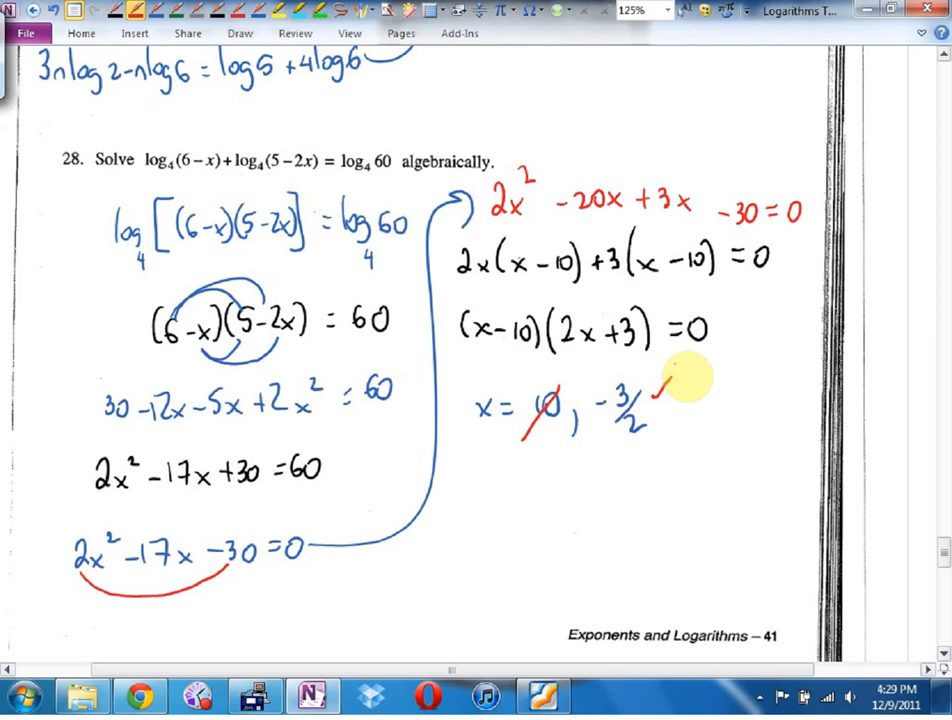 125%
Logarithms T...
File Home Insert Share Draw Review View Pages Add-Ins
3nlog2-nlog6 = log5 +4log6
28. Solve log₄(6−x)+log₄(5−2x) = log₄ 60 algebraically.
log₄[(6-x)(5-2x)] = log₄60
(6-x)(5-2x) = 60
30 -12x -5x +2x² = 60
2x² -17x +30 = 60
2x² -17x -30 = 0
2x² -20x +3x -30 = 0
2x(x-10)+3(x-10) = 0
(x-10)(2x+3) = 0
x = 10, -3/2 ✓
Exponents and Logarithms – 41
4:29 PM
12/9/2011